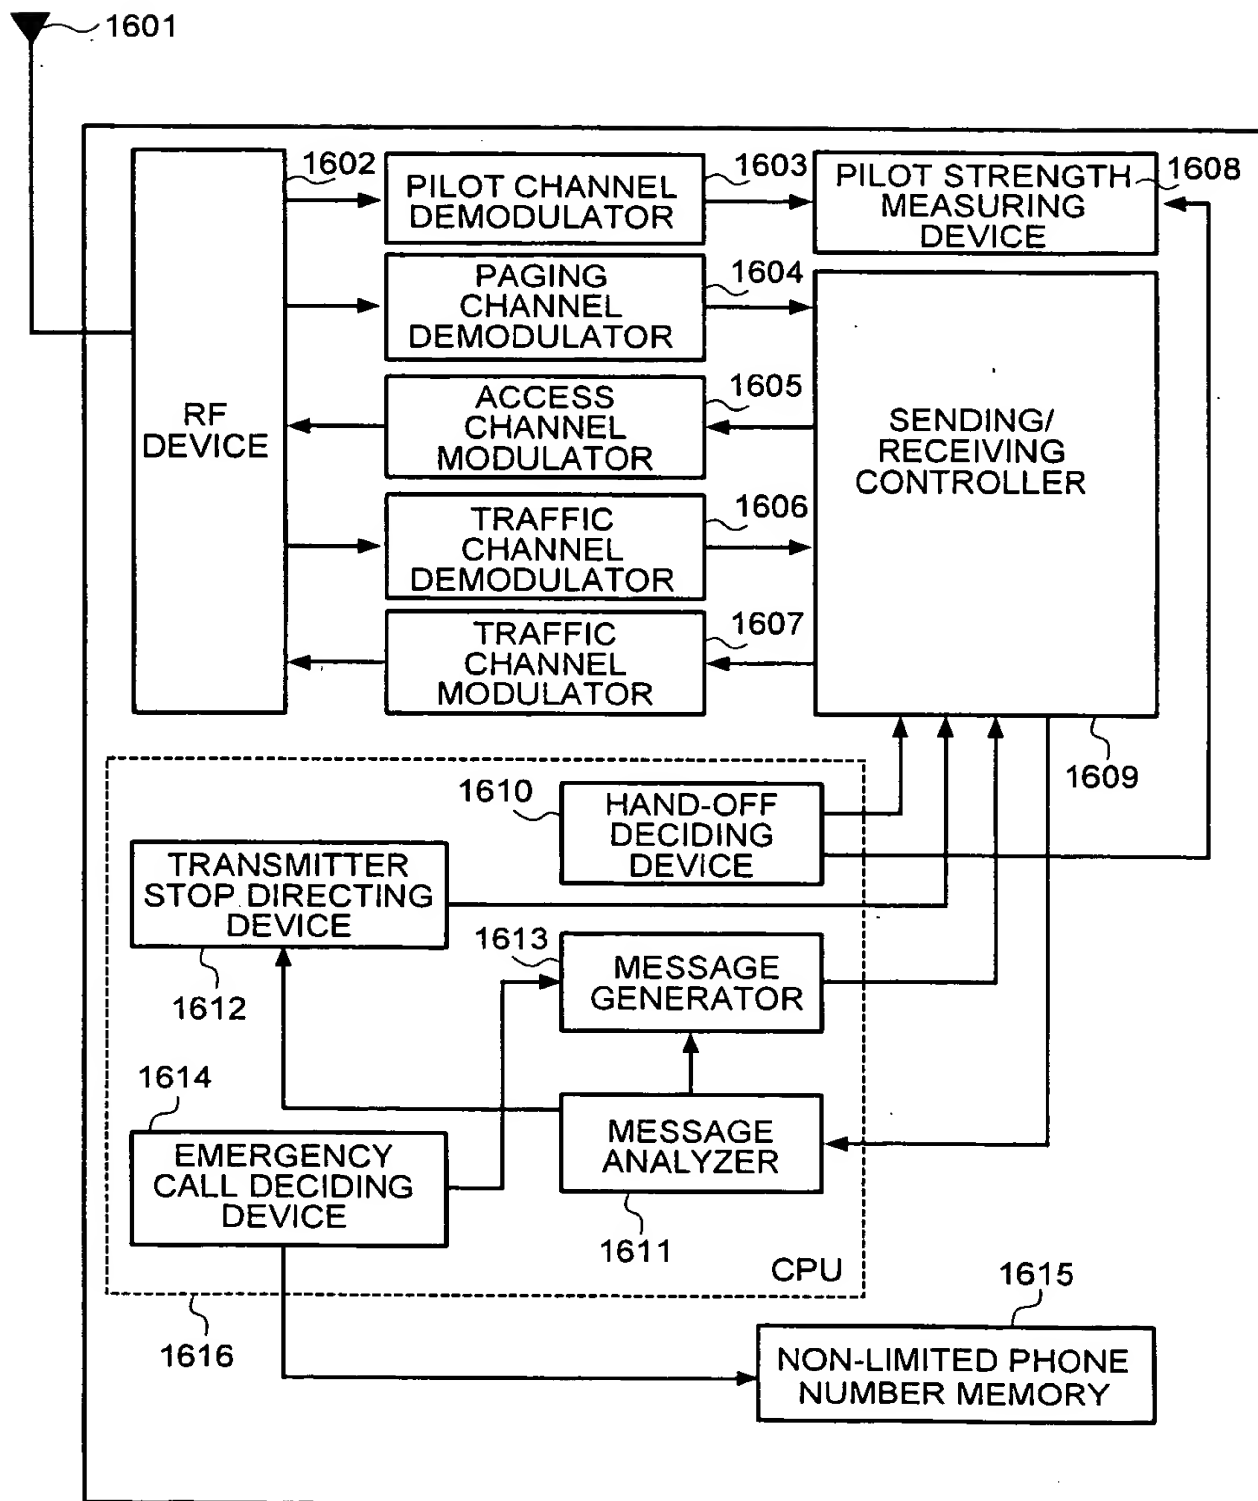 1601
1602
PILOT CHANNEL
DEMODULATOR
1603
PILOT STRENGTH
MEASURING
DEVICE
1608
PAGING
CHANNEL
DEMODULATOR
1604
RF
DEVICE
ACCESS
CHANNEL
MODULATOR
1605
SENDING/
RECEIVING
CONTROLLER
TRAFFIC
CHANNEL
DEMODULATOR
1606
TRAFFIC
CHANNEL
MODULATOR
1607
1609
1610
HAND-OFF
DECIDING
DEVICE
TRANSMITTER
STOP DIRECTING
DEVICE
1612
1613
MESSAGE
GENERATOR
1614
EMERGENCY
CALL DECIDING
DEVICE
MESSAGE
ANALYZER
1611
CPU
1616
1615
NON-LIMITED PHONE
NUMBER MEMORY